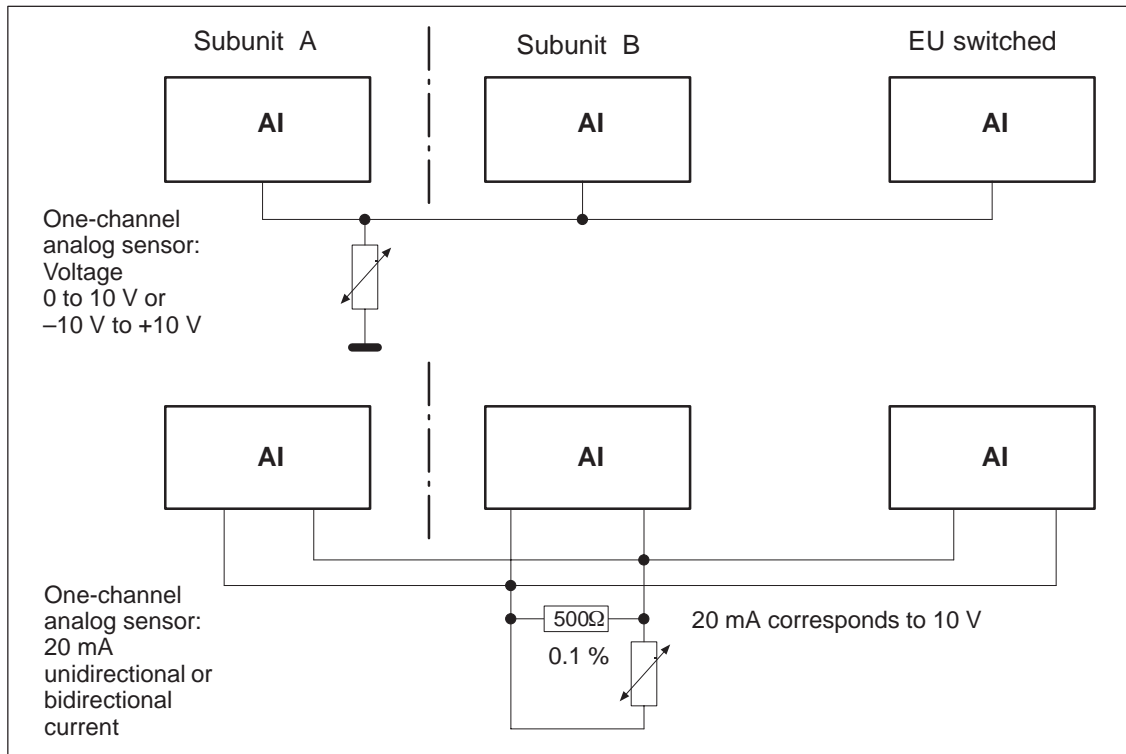 Subunit A
Subunit B
EU switched
AI
AI
AI
One-channel
analog sensor:
Voltage
0 to 10 V or
–10 V to +10 V
AI
AI
AI
One-channel
analog sensor:
20 mA
unidirectional or
bidirectional
current
500Ω
0.1 %
20 mA corresponds to 10 V